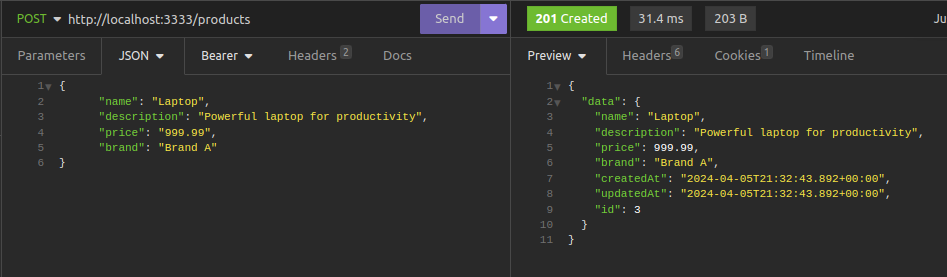 POST http://localhost:3333/products Send
201 Created 31.4 ms 203 B Ju
Parameters JSON Bearer Headers 2 Docs
Preview Headers 6 Cookies 1 Timeline
1 {
2 "name": "Laptop",
3 "description": "Powerful laptop for productivity",
4 "price": "999.99",
5 "brand": "Brand A"
6 }
1 {
2 "data": {
3 "name": "Laptop",
4 "description": "Powerful laptop for productivity",
5 "price": 999.99,
6 "brand": "Brand A",
7 "createdAt": "2024-04-05T21:32:43.892+00:00",
8 "updatedAt": "2024-04-05T21:32:43.892+00:00",
9 "id": 3
10 }
11 }